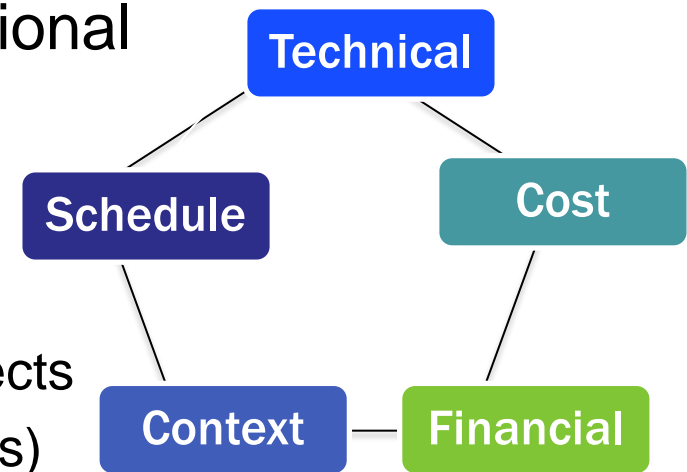 ional
Technical
Schedule
Cost
ects
s)
Context
Financial